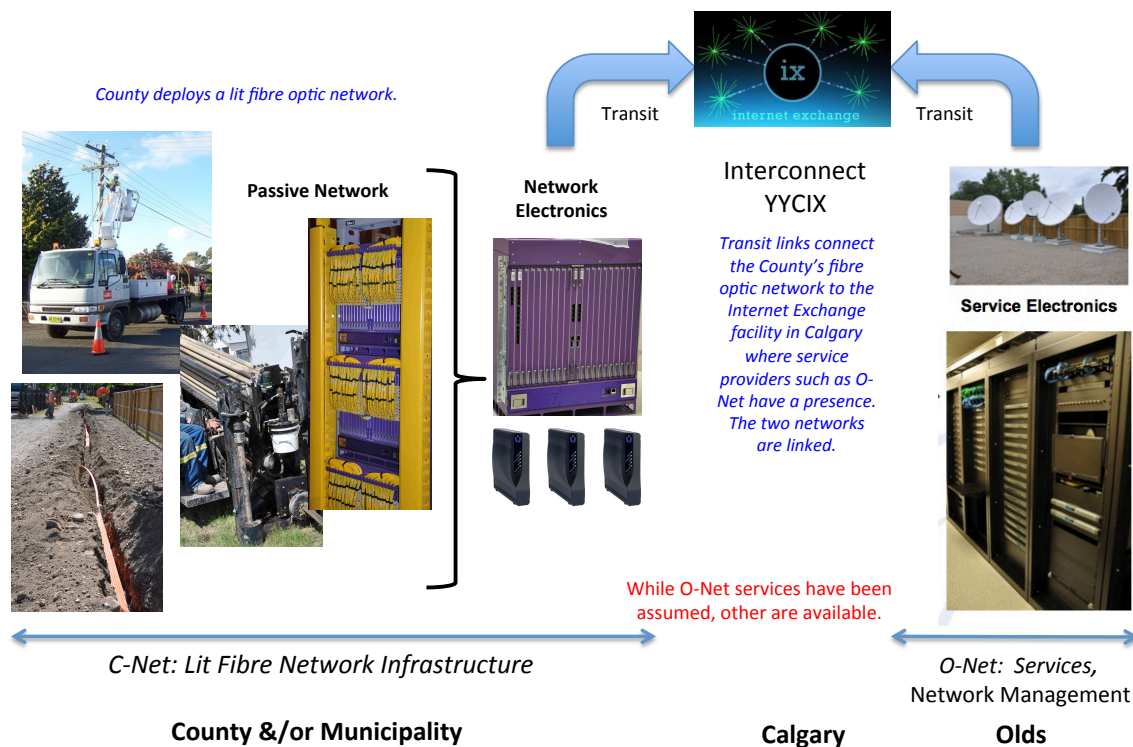 County deploys a lit fibre optic network.
Passive Network
Network
Electronics
Transit
ix
internet exchange
Transit
Interconnect
YYCIX
Transit links connect
the County's fibre
optic network to the
Internet Exchange
facility in Calgary
where service
providers such as O-
Net have a presence.
The two networks
are linked.
Service Electronics
While O-Net services have been
assumed, other are available.
C-Net: Lit Fibre Network Infrastructure
O-Net: Services,
Network Management
County &/or Municipality
Calgary
Olds